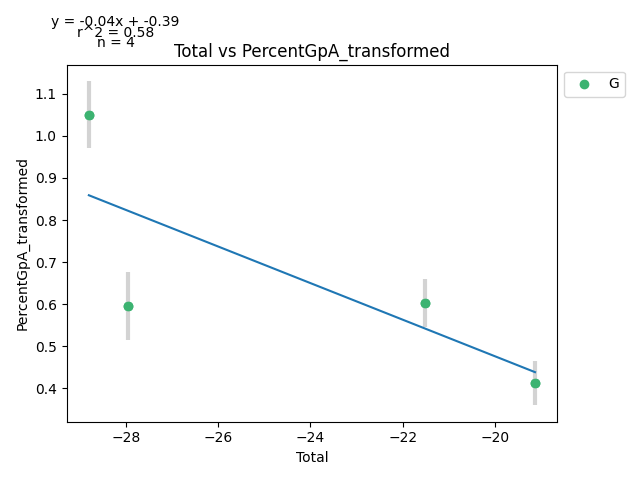 y = -0.04x + -0.39
r^2 = 0.58
n = 4
Total vs PercentGpA_transformed
G
PercentGpA_transformed
1.1
1.0
0.9
0.8
0.7
0.6
0.5
0.4
−28
−26
−24
−22
−20
Total